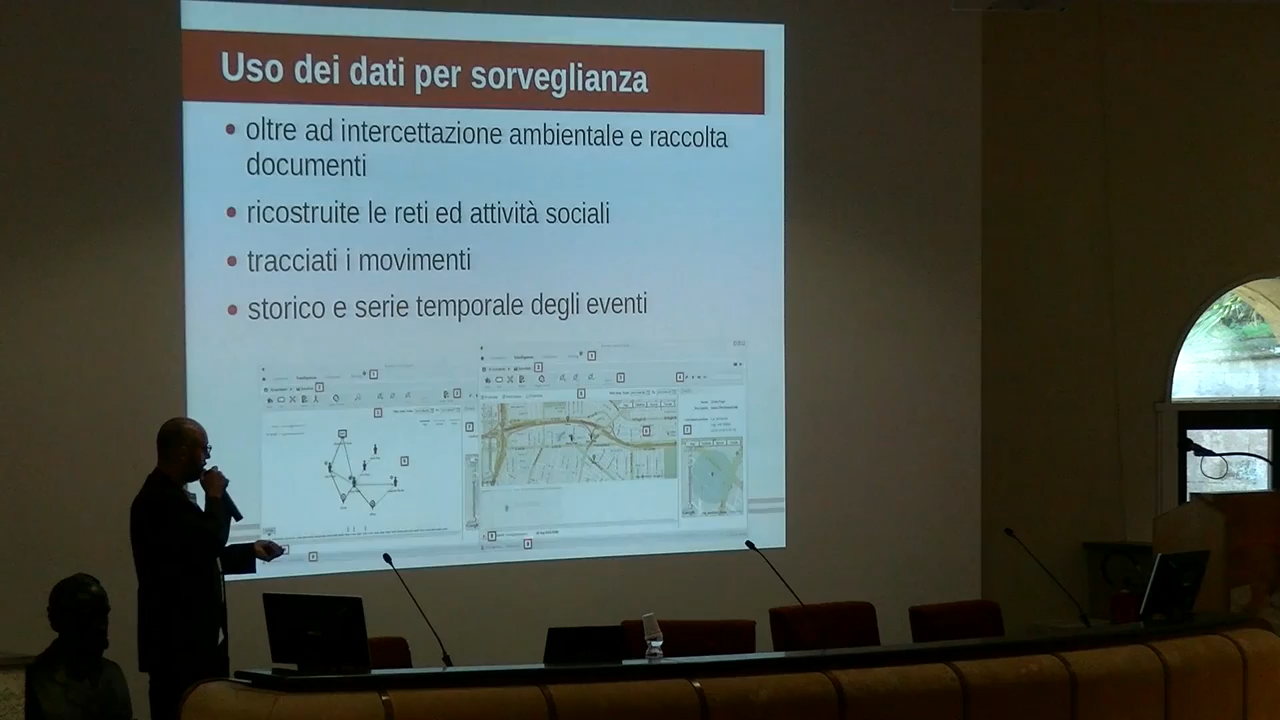 Uso dei dati per sorveglianza
oltre ad intercettazione ambientale e raccolta
documenti
ricostruite le reti ed attività sociali
tracciati i movimenti
storico e serie temporale degli eventi